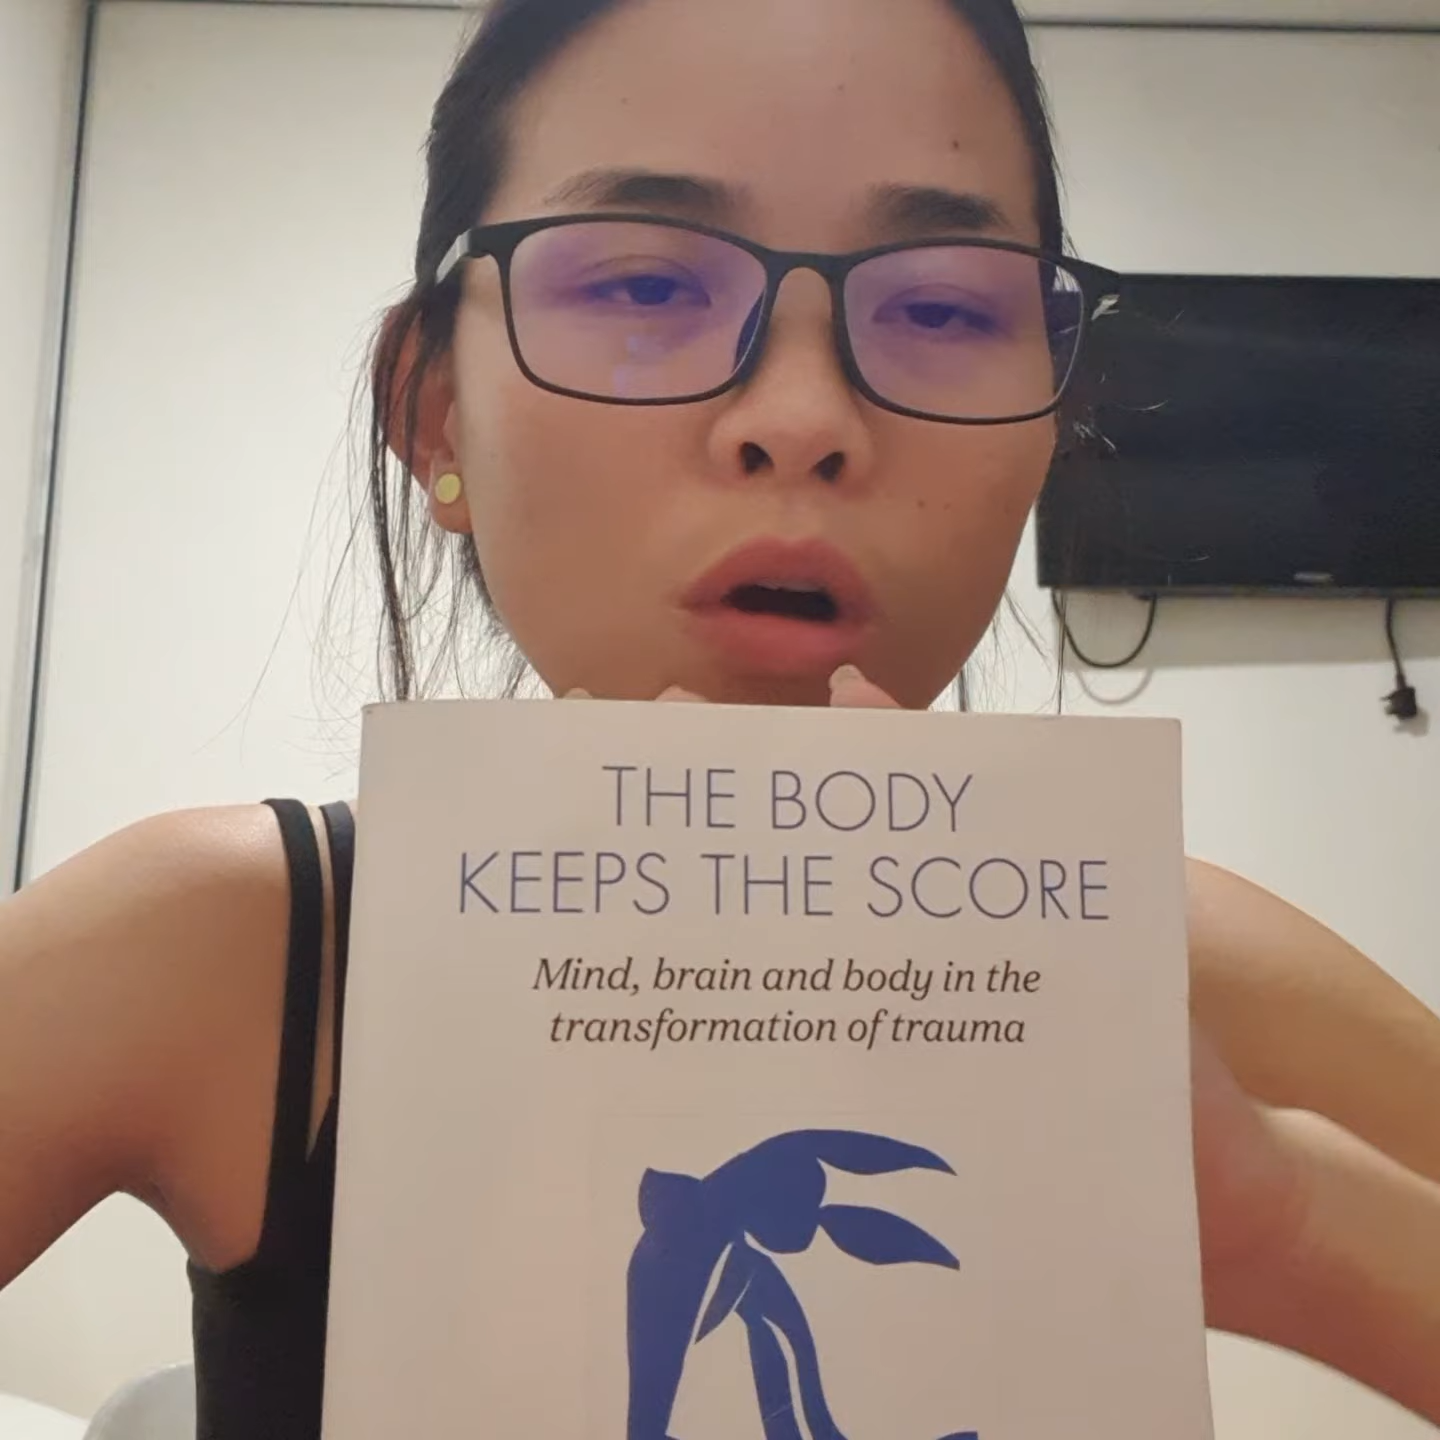 THE BODY
KEEPS THE SCORE
Mind, brain and body in the
transformation of trauma